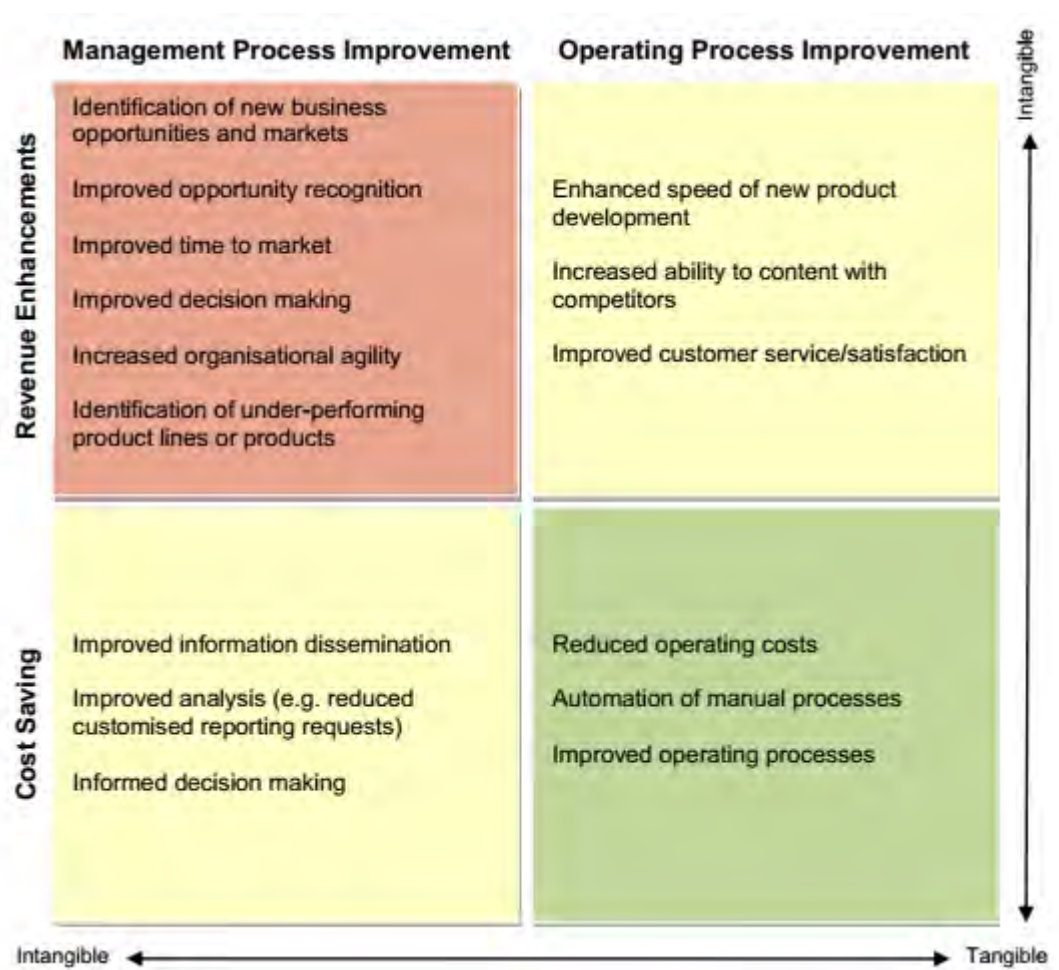 Management Process Improvement
Operating Process Improvement
Intangible
Revenue Enhancements
Identification of new business
opportunities and markets
Improved opportunity recognition
Improved time to market
Improved decision making
Increased organisational agility
Identification of under-performing
product lines or products
Enhanced speed of new product
development
Increased ability to content with
competitors
Improved customer service/satisfaction
Cost Saving
Improved information dissemination
Improved analysis (e.g. reduced
customised reporting requests)
Informed decision making
Reduced operating costs
Automation of manual processes
Improved operating processes
Intangible
Tangible